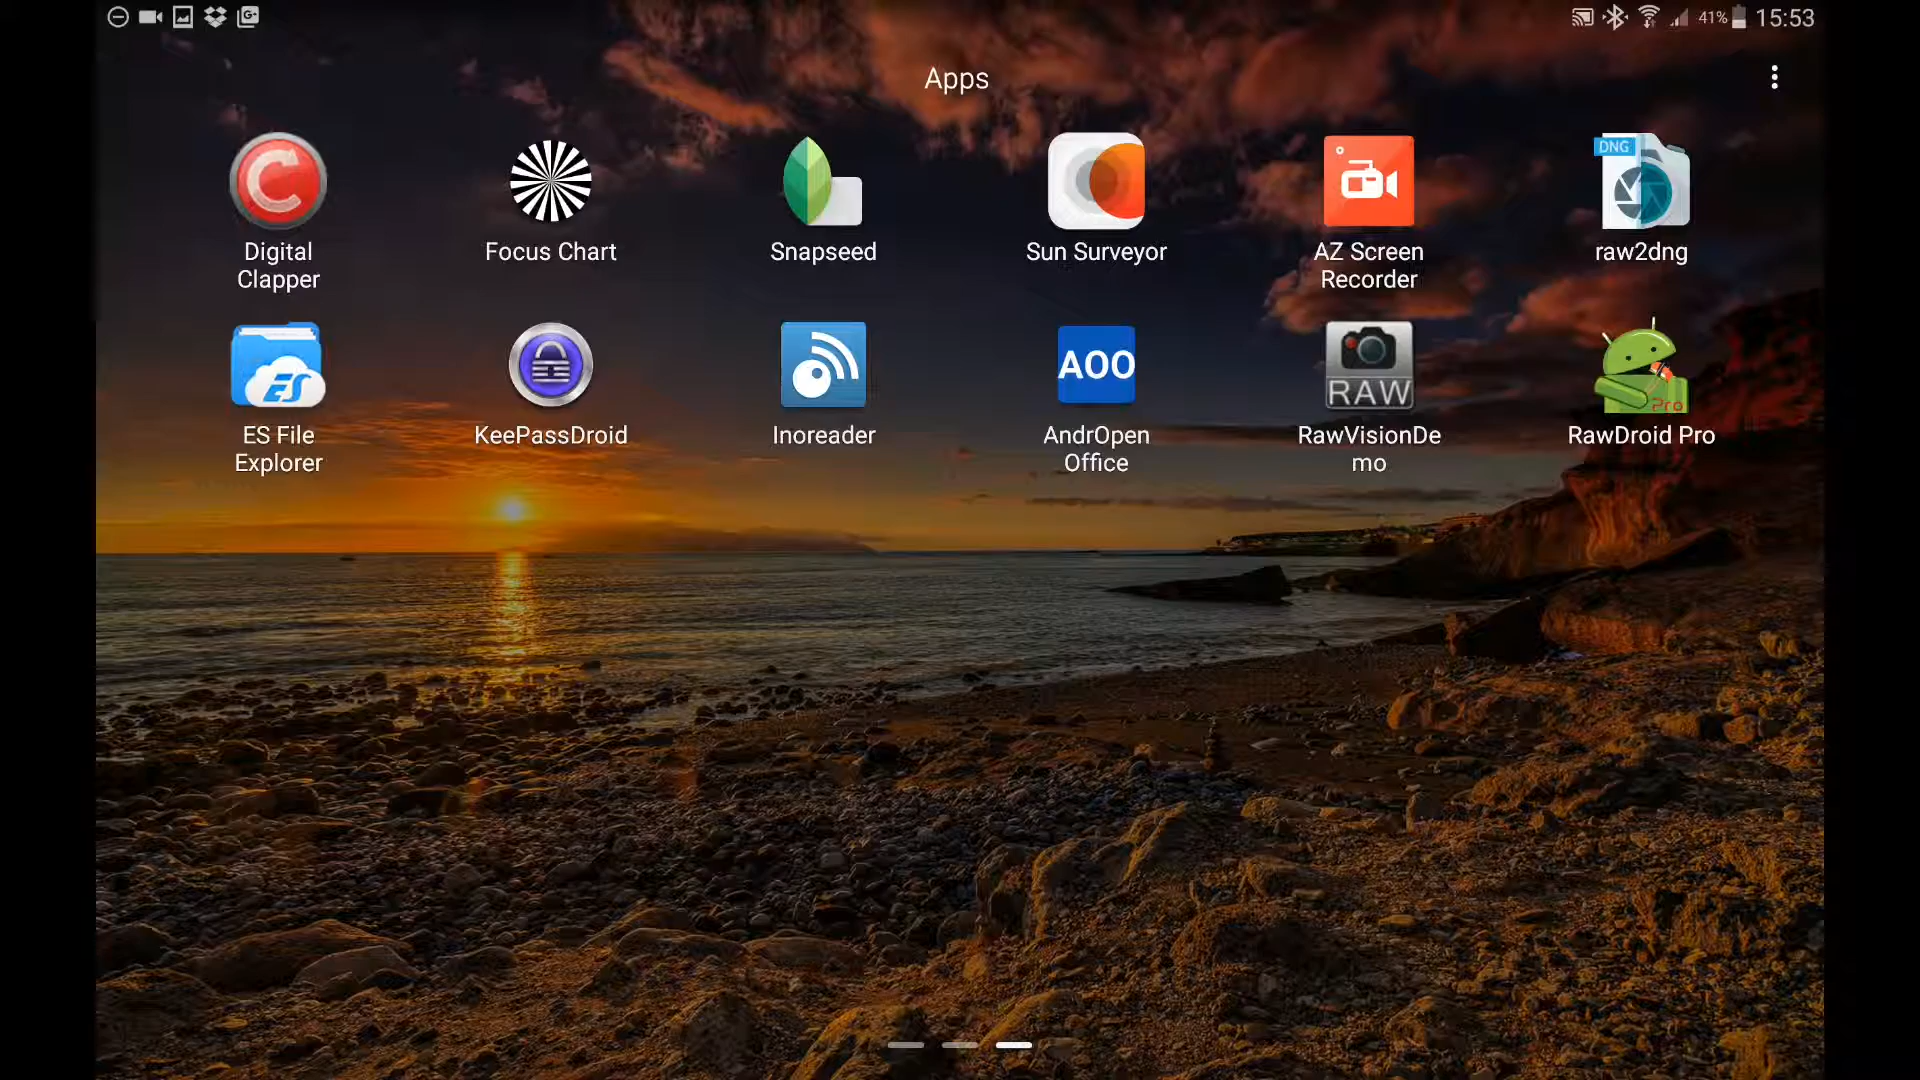 41% 15:53
Apps
Digital
Clapper
Focus Chart
Snapseed
Sun Surveyor
AZ Screen
Recorder
DNG
raw2dng
ES
ES File
Explorer
KeePassDroid
Inoreader
AOO
AndrOpen
Office
RAW
RawVisionDe
mo
Pro
RawDroid Pro